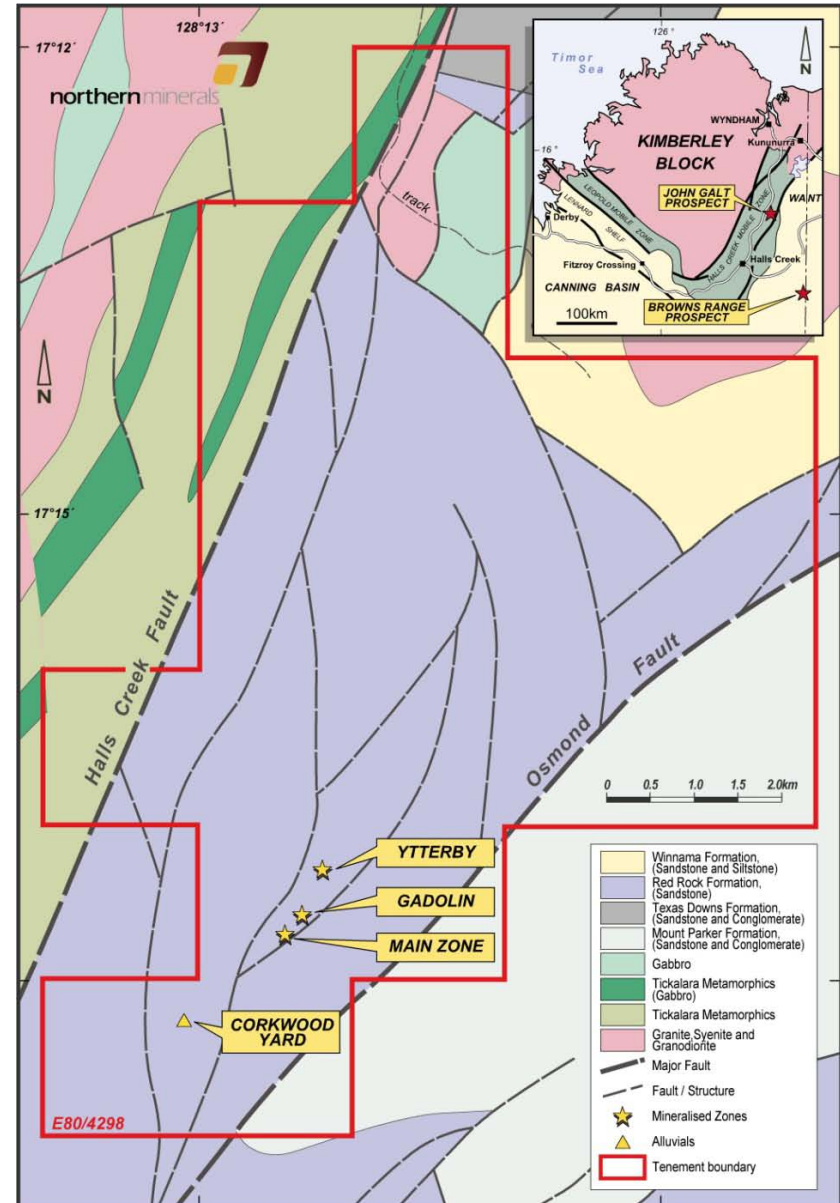 128°13´
17°12´
northernminerals
track
N
17°15´
Halls Creek Fault
Osmond Fault
0 0.5 1.0 1.5 2.0km
YTTERBY
GADOLIN
MAIN ZONE
CORKWOOD
YARD
E80/4298
126
Timor
Sea
N
WYNDHAM
KIMBERLEY
BLOCK
Kununurra
16
JOHN GALT
PROSPECT
WANT
LEOPOLD MOBILE ZONE
LENNARD
SHELF
Derby
HALLS CREEK MOBILE ZONE
Halls Creek
Fitzroy Crossing
CANNING BASIN
BROWNS RANGE
PROSPECT
100km
Winnama Formation,
(Sandstone and Siltstone)
Red Rock Formation,
(Sandstone)
Texas Downs Formation,
(Sandstone and Conglomerate)
Mount Parker Formation,
(Sandstone and Conglomerate)
Gabbro
Tickalara Metamorphics
(Gabbro)
Tickalara Metamorphics
Granite, Syenite and
Granodiorite
Major Fault
Fault / Structure
Mineralised Zones
Alluvials
Tenement boundary